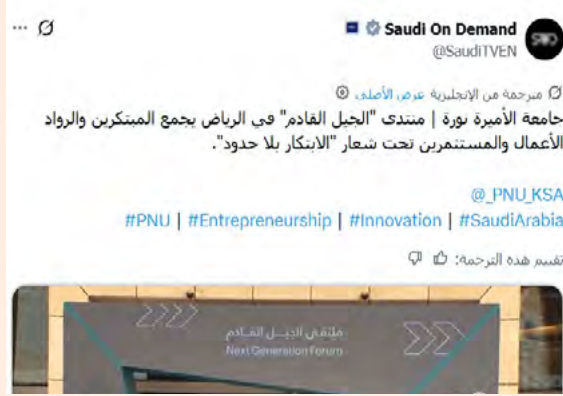 Saudi On Demand
@SaudiTVEN
مترجمة من الإنجليزية عرض الأصلي
جامعة الأميرة نورة | منتدى "الجيل القادم" في الرياض يجمع المبتكرين والرواد
الأعمال والمستثمرين تحت شعار "الابتكار بلا حدود".
@_PNU_KSA
#PNU | #Entrepreneurship | #Innovation | #SaudiArabia
تقييم هذه الترجمة:
ملتقى الجيل القادم
Next Generation Forum